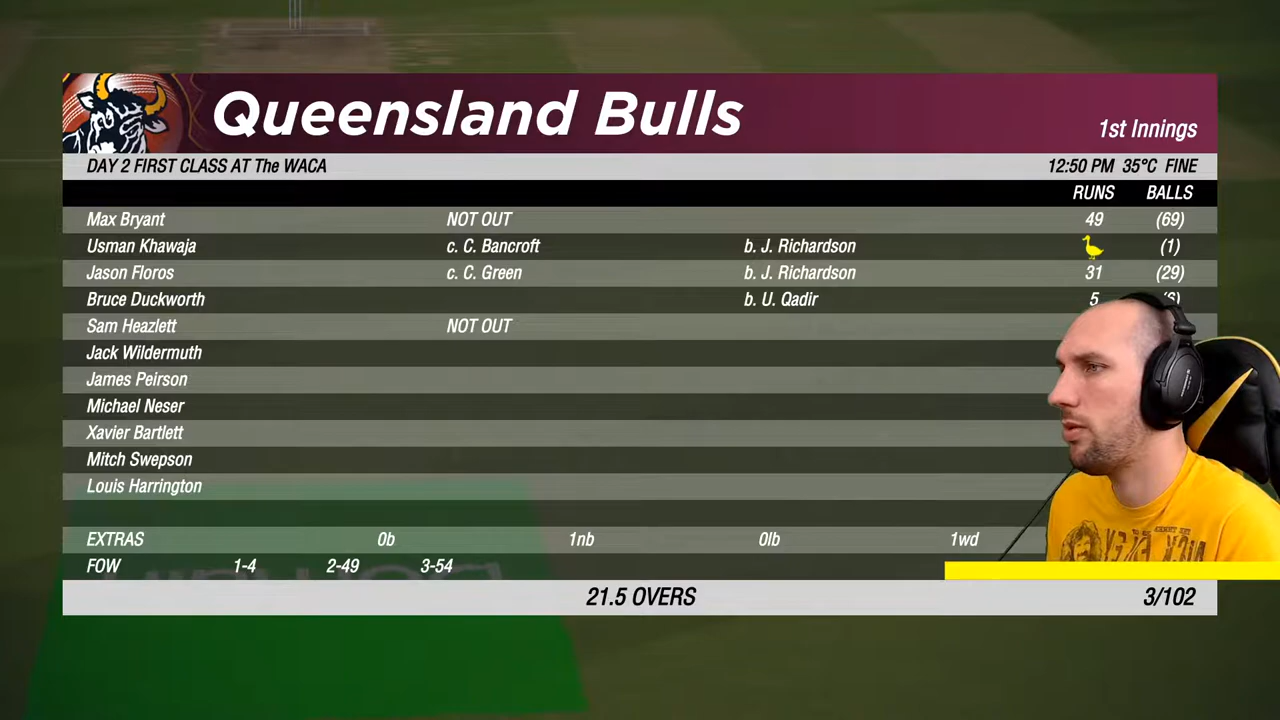 Queensland Bulls
1st Innings
DAY 2 FIRST CLASS AT The WACA 12:50 PM 35°C FINE
RUNS BALLS
Max Bryant NOT OUT 49 (69)
Usman Khawaja c. C. Bancroft b. J. Richardson (1)
Jason Floros c. C. Green b. J. Richardson 31 (29)
Bruce Duckworth b. U. Qadir 5
Sam Heazlett NOT OUT
Jack Wildermuth
James Peirson
Michael Neser
Xavier Bartlett
Mitch Swepson
Louis Harrington
EXTRAS 0b 1nb 0lb 1wd
FOW 1-4 2-49 3-54
21.5 OVERS 3/102